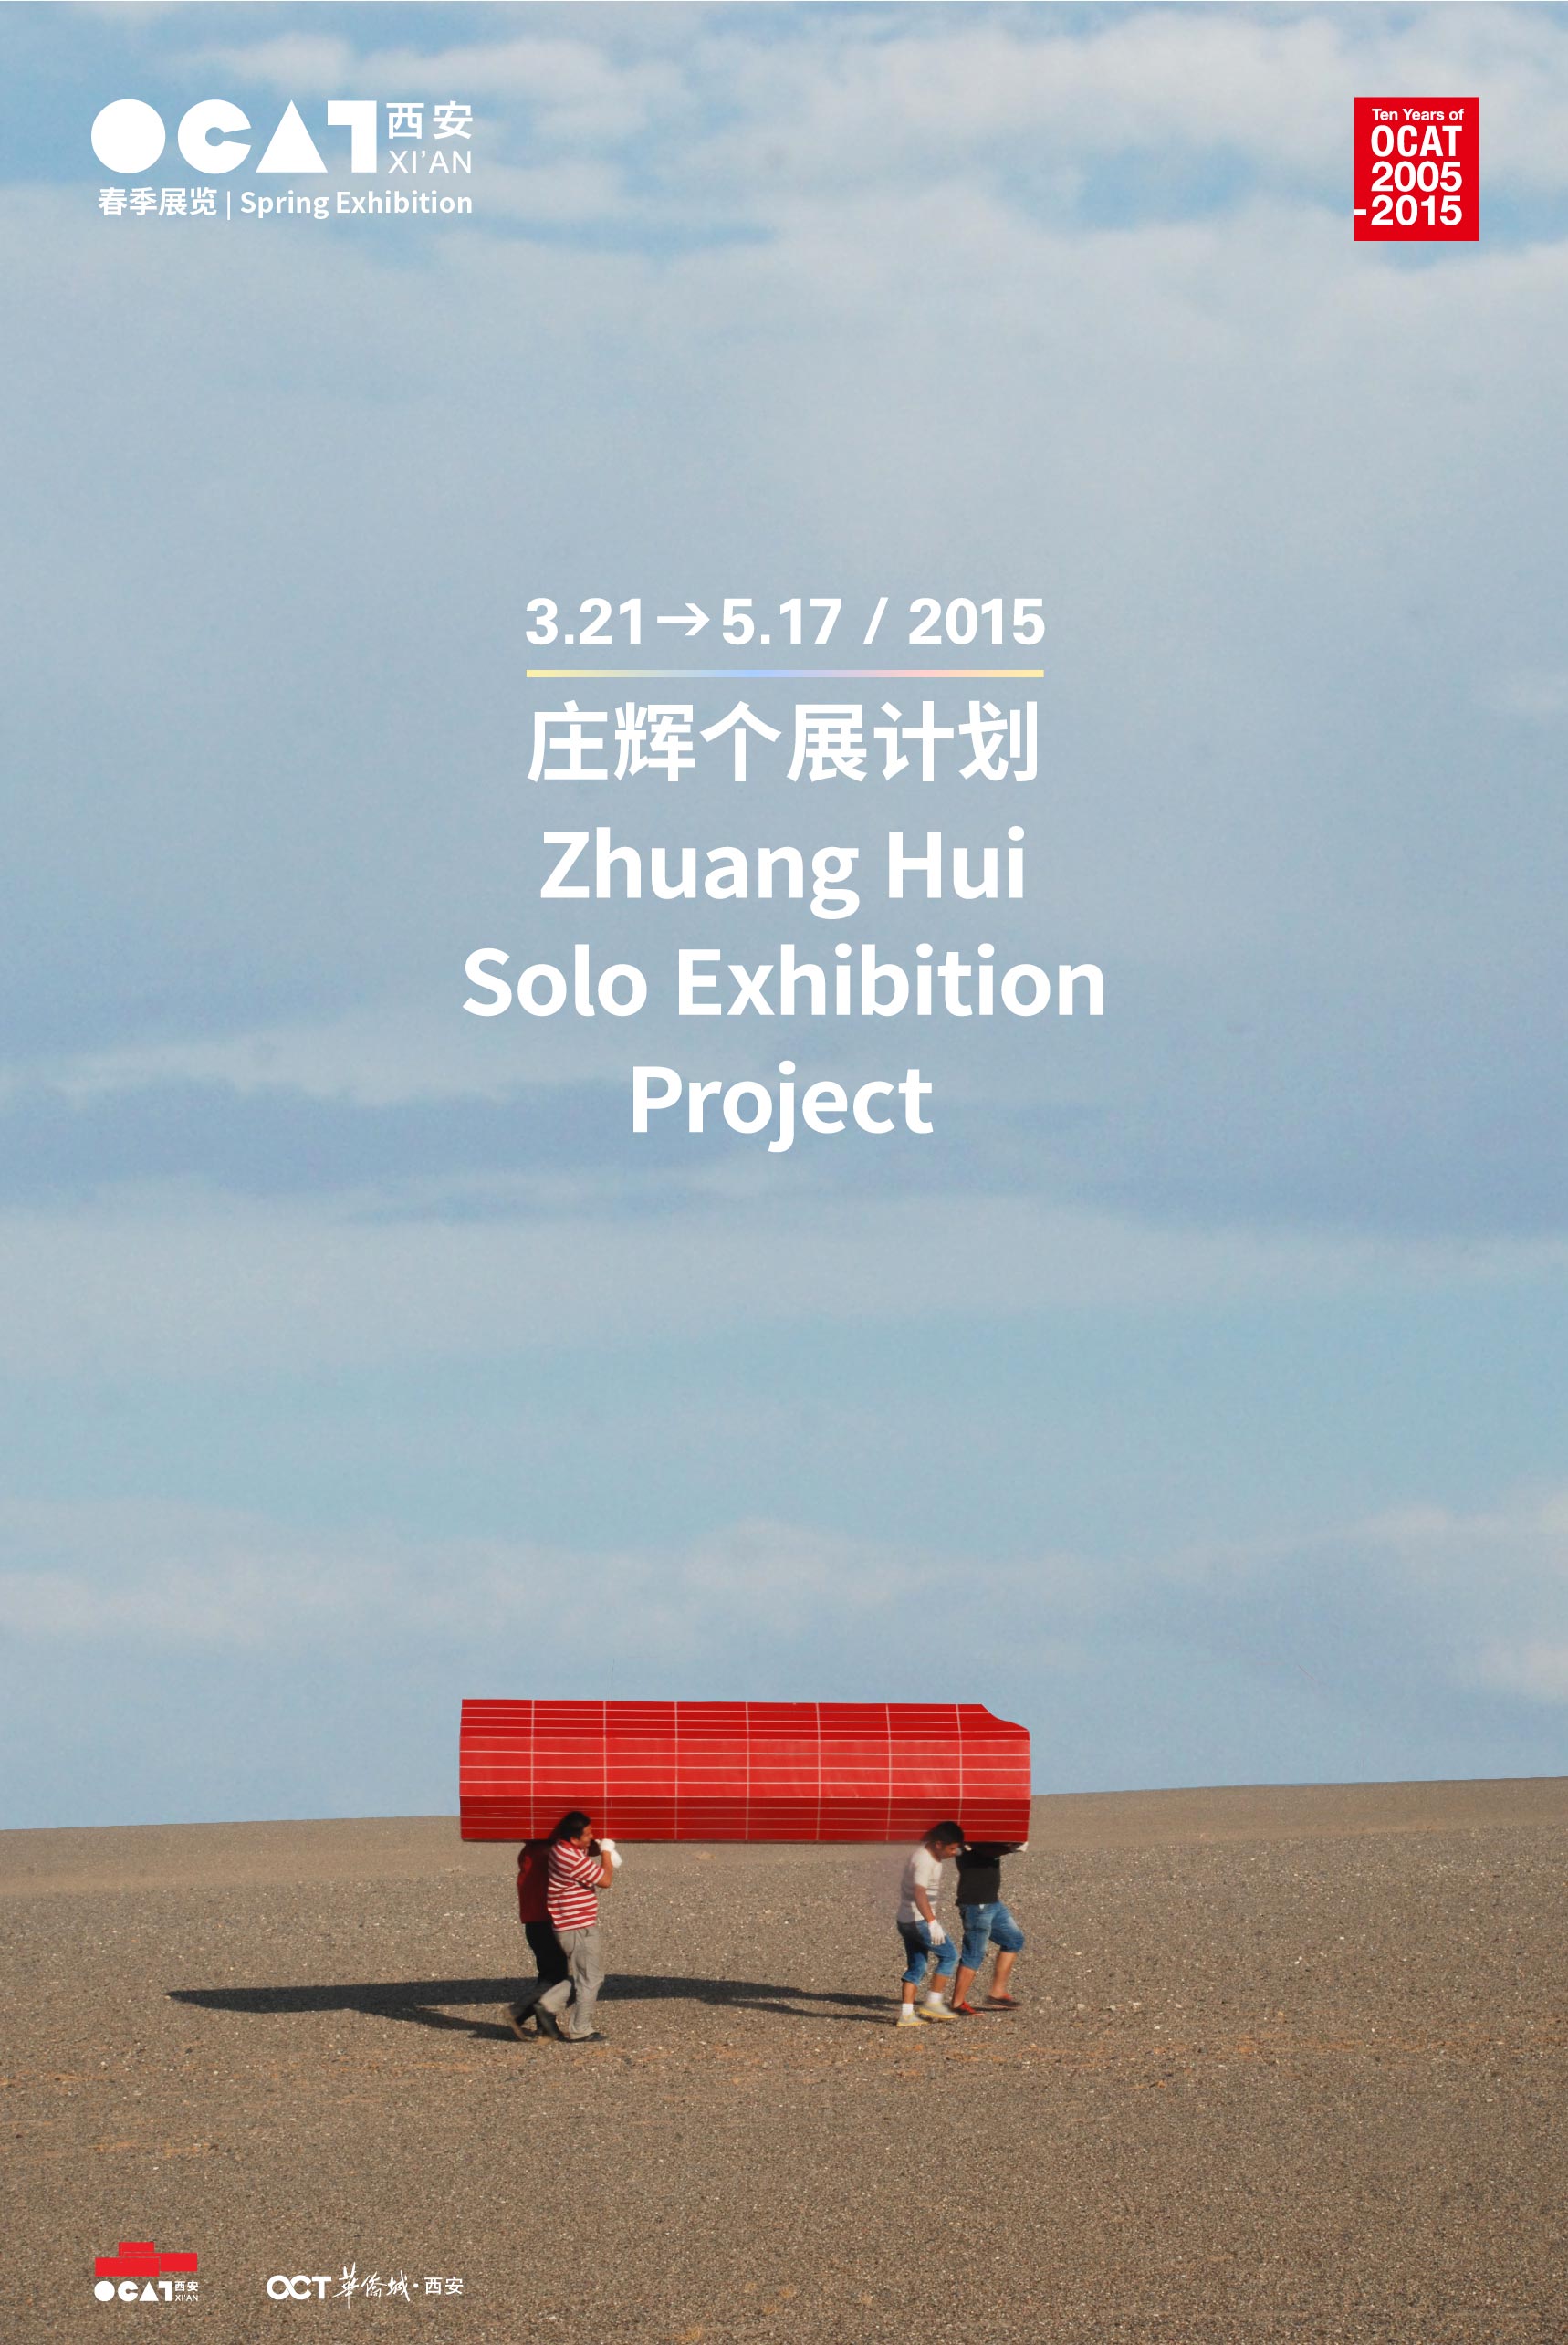 OCAT 西安
XI'AN
春季展览 | Spring Exhibition
Ten Years of
OCAT
2005
-2015
3.21→5.17 / 2015
庄辉个展计划
Zhuang Hui
Solo Exhibition
Project
OCAT 西安
XI'AN
OCT 華僑城·西安